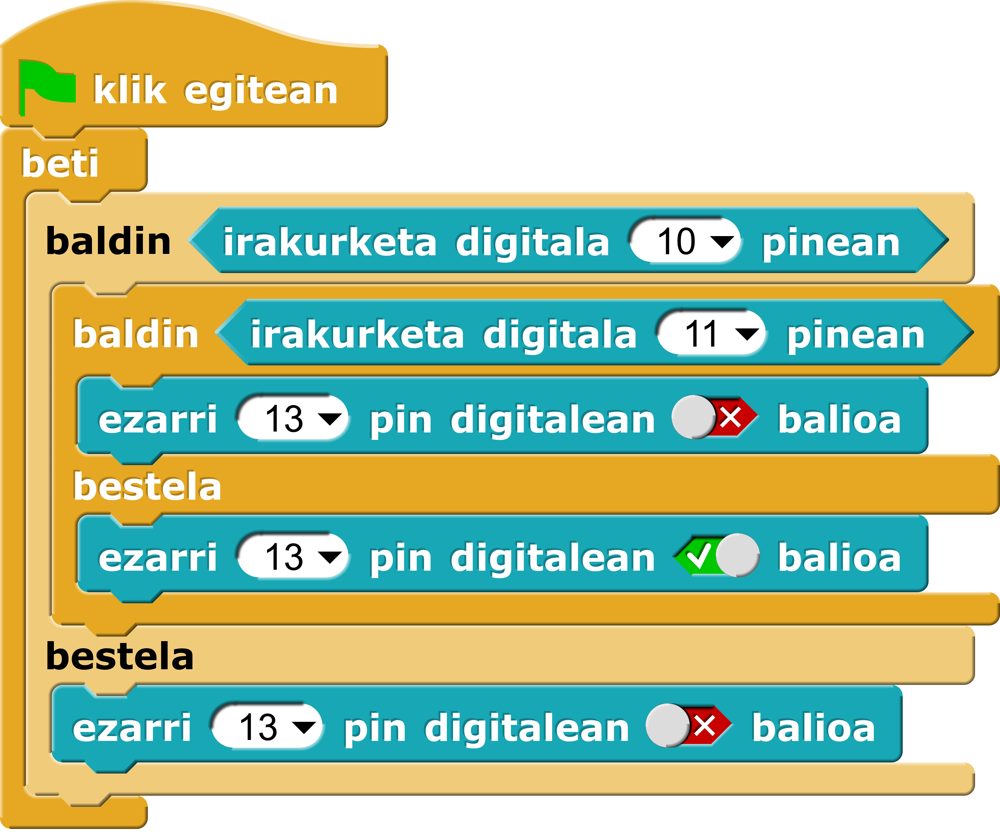 klik egitean
beti
baldin irakurketa digitala 10 pinean
baldin irakurketa digitala 11 pinean
ezarri 13 pin digitalean balioa
bestela
ezarri 13 pin digitalean balioa
bestela
ezarri 13 pin digitalean balioa